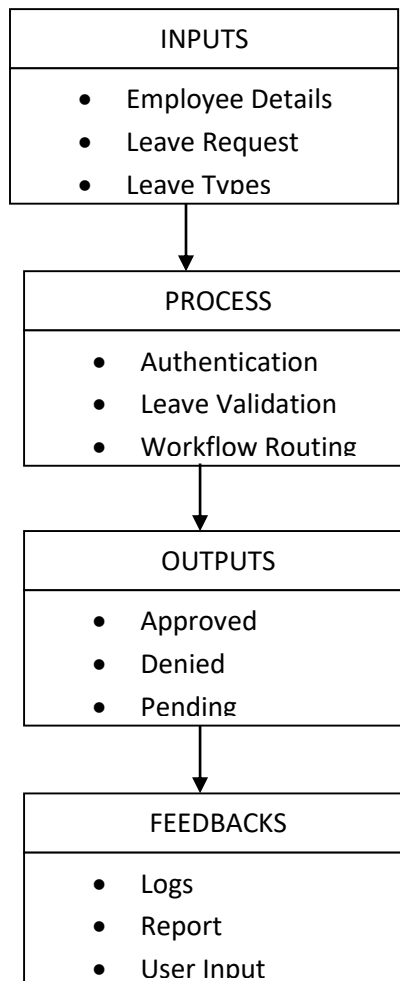 INPUTS
• Employee Details
• Leave Request
• Leave Types
PROCESS
• Authentication
• Leave Validation
• Workflow Routing
OUTPUTS
• Approved
• Denied
• Pending
FEEDBACKS
• Logs
• Report
• User Input